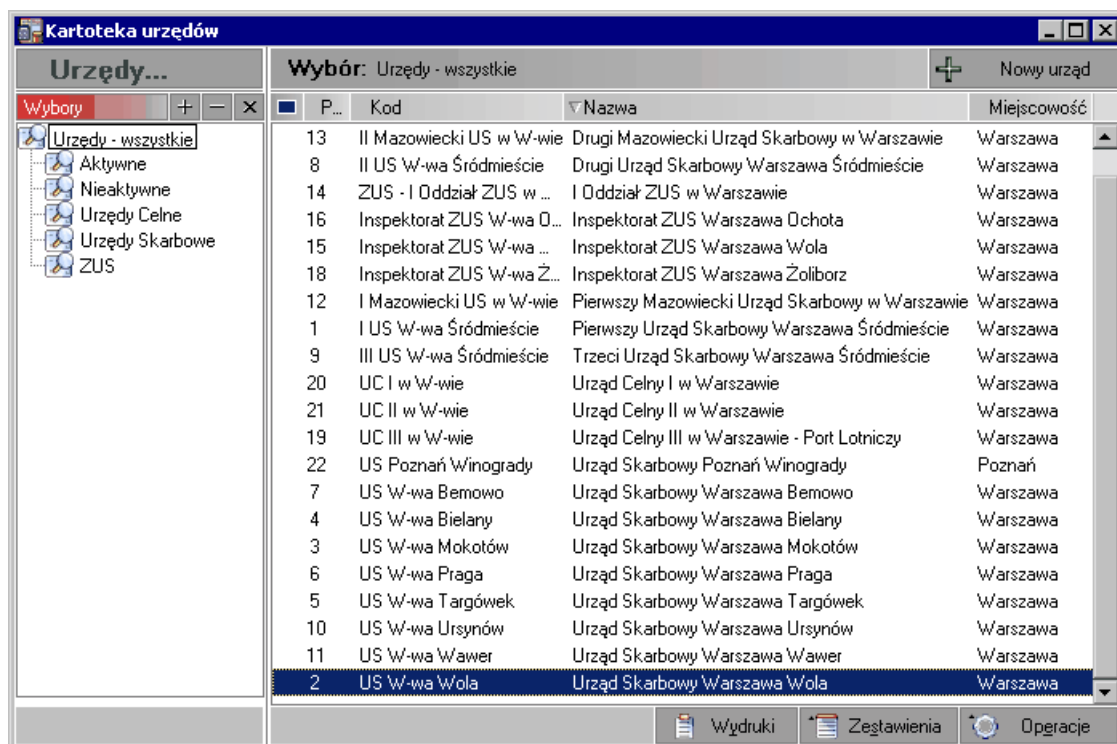 Kartoteka urzędów
Urzędy...
Wybór: Urzędy - wszystkie
Nowy urząd
Wybory
Urzędy - wszystkie
Aktywne
Nieaktywne
Urzędy Celne
Urzędy Skarbowe
ZUS
P... Kod Nazwa Miejscowość
13 II Mazowiecki US w W-wie Drugi Mazowiecki Urząd Skarbowy w Warszawie Warszawa
8 II US W-wa Śródmieście Drugi Urząd Skarbowy Warszawa Śródmieście Warszawa
14 ZUS - I Oddział ZUS w ... I Oddział ZUS w Warszawie Warszawa
16 Inspektorat ZUS W-wa O... Inspektorat ZUS Warszawa Ochota Warszawa
15 Inspektorat ZUS W-wa ... Inspektorat ZUS Warszawa Wola Warszawa
18 Inspektorat ZUS W-wa Ż... Inspektorat ZUS Warszawa Żoliborz Warszawa
12 I Mazowiecki US w W-wie Pierwszy Mazowiecki Urząd Skarbowy w Warszawie Warszawa
1 I US W-wa Śródmieście Pierwszy Urząd Skarbowy Warszawa Śródmieście Warszawa
9 III US W-wa Śródmieście Trzeci Urząd Skarbowy Warszawa Śródmieście Warszawa
20 UC I w W-wie Urząd Celny I w Warszawie Warszawa
21 UC II w W-wie Urząd Celny II w Warszawie Warszawa
19 UC III w W-wie Urząd Celny III w Warszawie - Port Lotniczy Warszawa
22 US Poznań Winogrady Urząd Skarbowy Poznań Winogrady Poznań
7 US W-wa Bemowo Urząd Skarbowy Warszawa Bemowo Warszawa
4 US W-wa Bielany Urząd Skarbowy Warszawa Bielany Warszawa
3 US W-wa Mokotów Urząd Skarbowy Warszawa Mokotów Warszawa
6 US W-wa Praga Urząd Skarbowy Warszawa Praga Warszawa
5 US W-wa Targówek Urząd Skarbowy Warszawa Targówek Warszawa
10 US W-wa Ursynów Urząd Skarbowy Warszawa Ursynów Warszawa
11 US W-wa Wawer Urząd Skarbowy Warszawa Wawer Warszawa
2 US W-wa Wola Urząd Skarbowy Warszawa Wola Warszawa
Wydruki Zestawienia Operacje